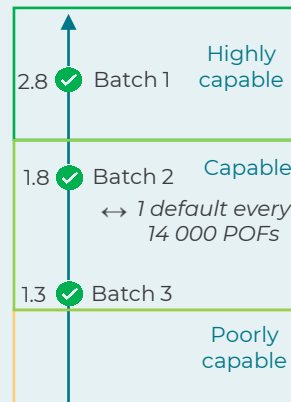 Highly
capable
2.8 Batch 1
Capable
1.8 Batch 2
↔ 1 default every
14 000 POFs
1.3 Batch 3
Poorly
capable